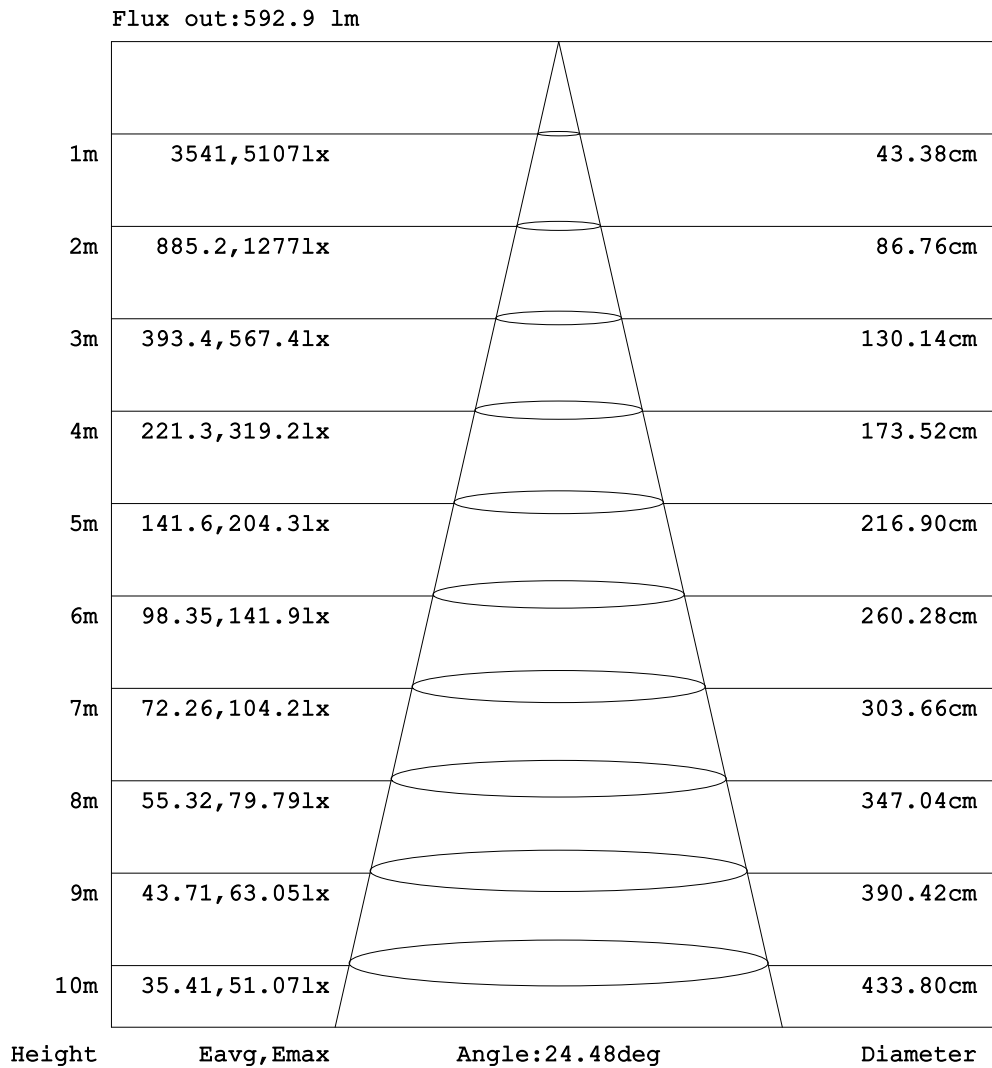 Flux out:592.9 lm
1m 3541,5107lx 43.38cm
2m 885.2,1277lx 86.76cm
3m 393.4,567.4lx 130.14cm
4m 221.3,319.2lx 173.52cm
5m 141.6,204.3lx 216.90cm
6m 98.35,141.9lx 260.28cm
7m 72.26,104.2lx 303.66cm
8m 55.32,79.79lx 347.04cm
9m 43.71,63.05lx 390.42cm
10m 35.41,51.07lx 433.80cm
Height Eavg,Emax Angle:24.48deg Diameter